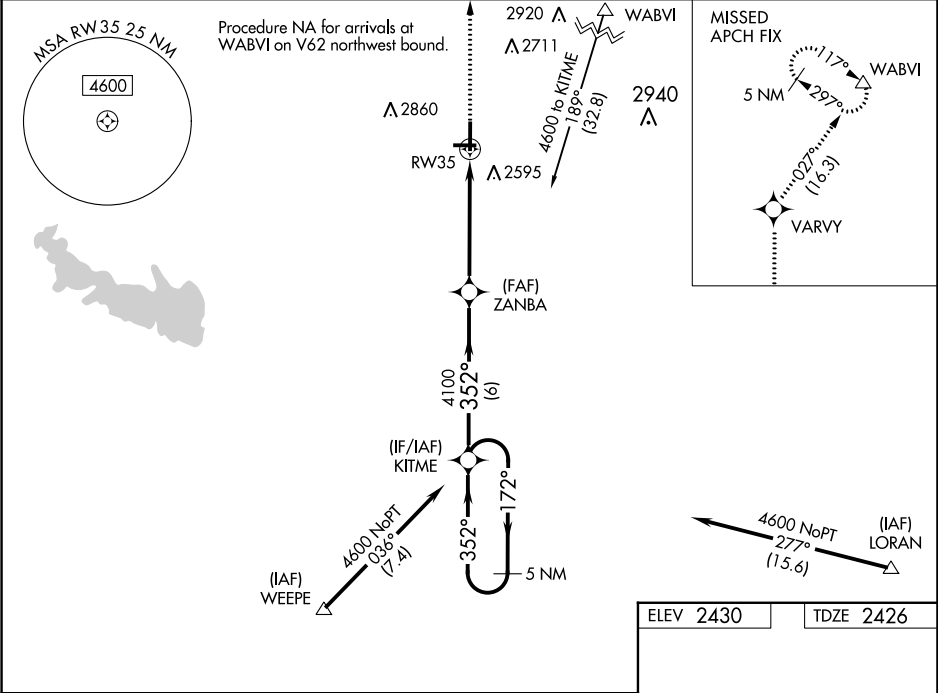 MSA RW35 25 NM
4600
Procedure NA for arrivals at
WABVI on V62 northwest bound.
2920
WABVI
2711
2860
4600 to KITME
189°
(32.8)
2940
RW35
2595
MISSED
APCH FIX
117°
WABVI
5 NM
297°
027°
(16.3)
VARVY
(FAF)
ZANBA
4100
352°
(6)
(IF/IAF)
KITME
172°
352°
5 NM
4600 NoPT
036°
(7.4)
(IAF)
WEEPE
4600 NoPT
277°
(15.6)
(IAF)
LORAN
ELEV 2430
TDZE 2426